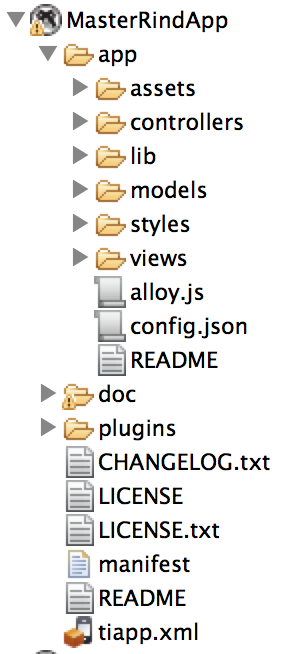 MasterRindApp
app
assets
controllers
lib
models
styles
views
alloy.js
config.json
README
doc
plugins
CHANGELOG.txt
LICENSE
LICENSE.txt
manifest
README
tiapp.xml